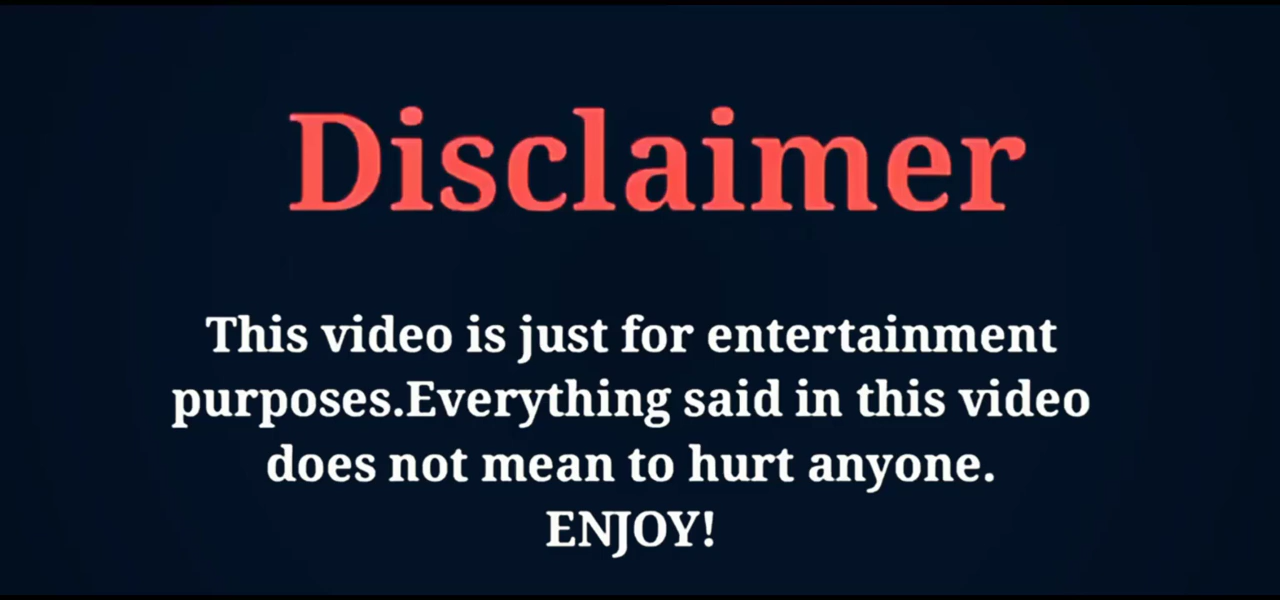 Disclaimer
This video is just for entertainment
purposes.Everything said in this video
does not mean to hurt anyone.
ENJOY!